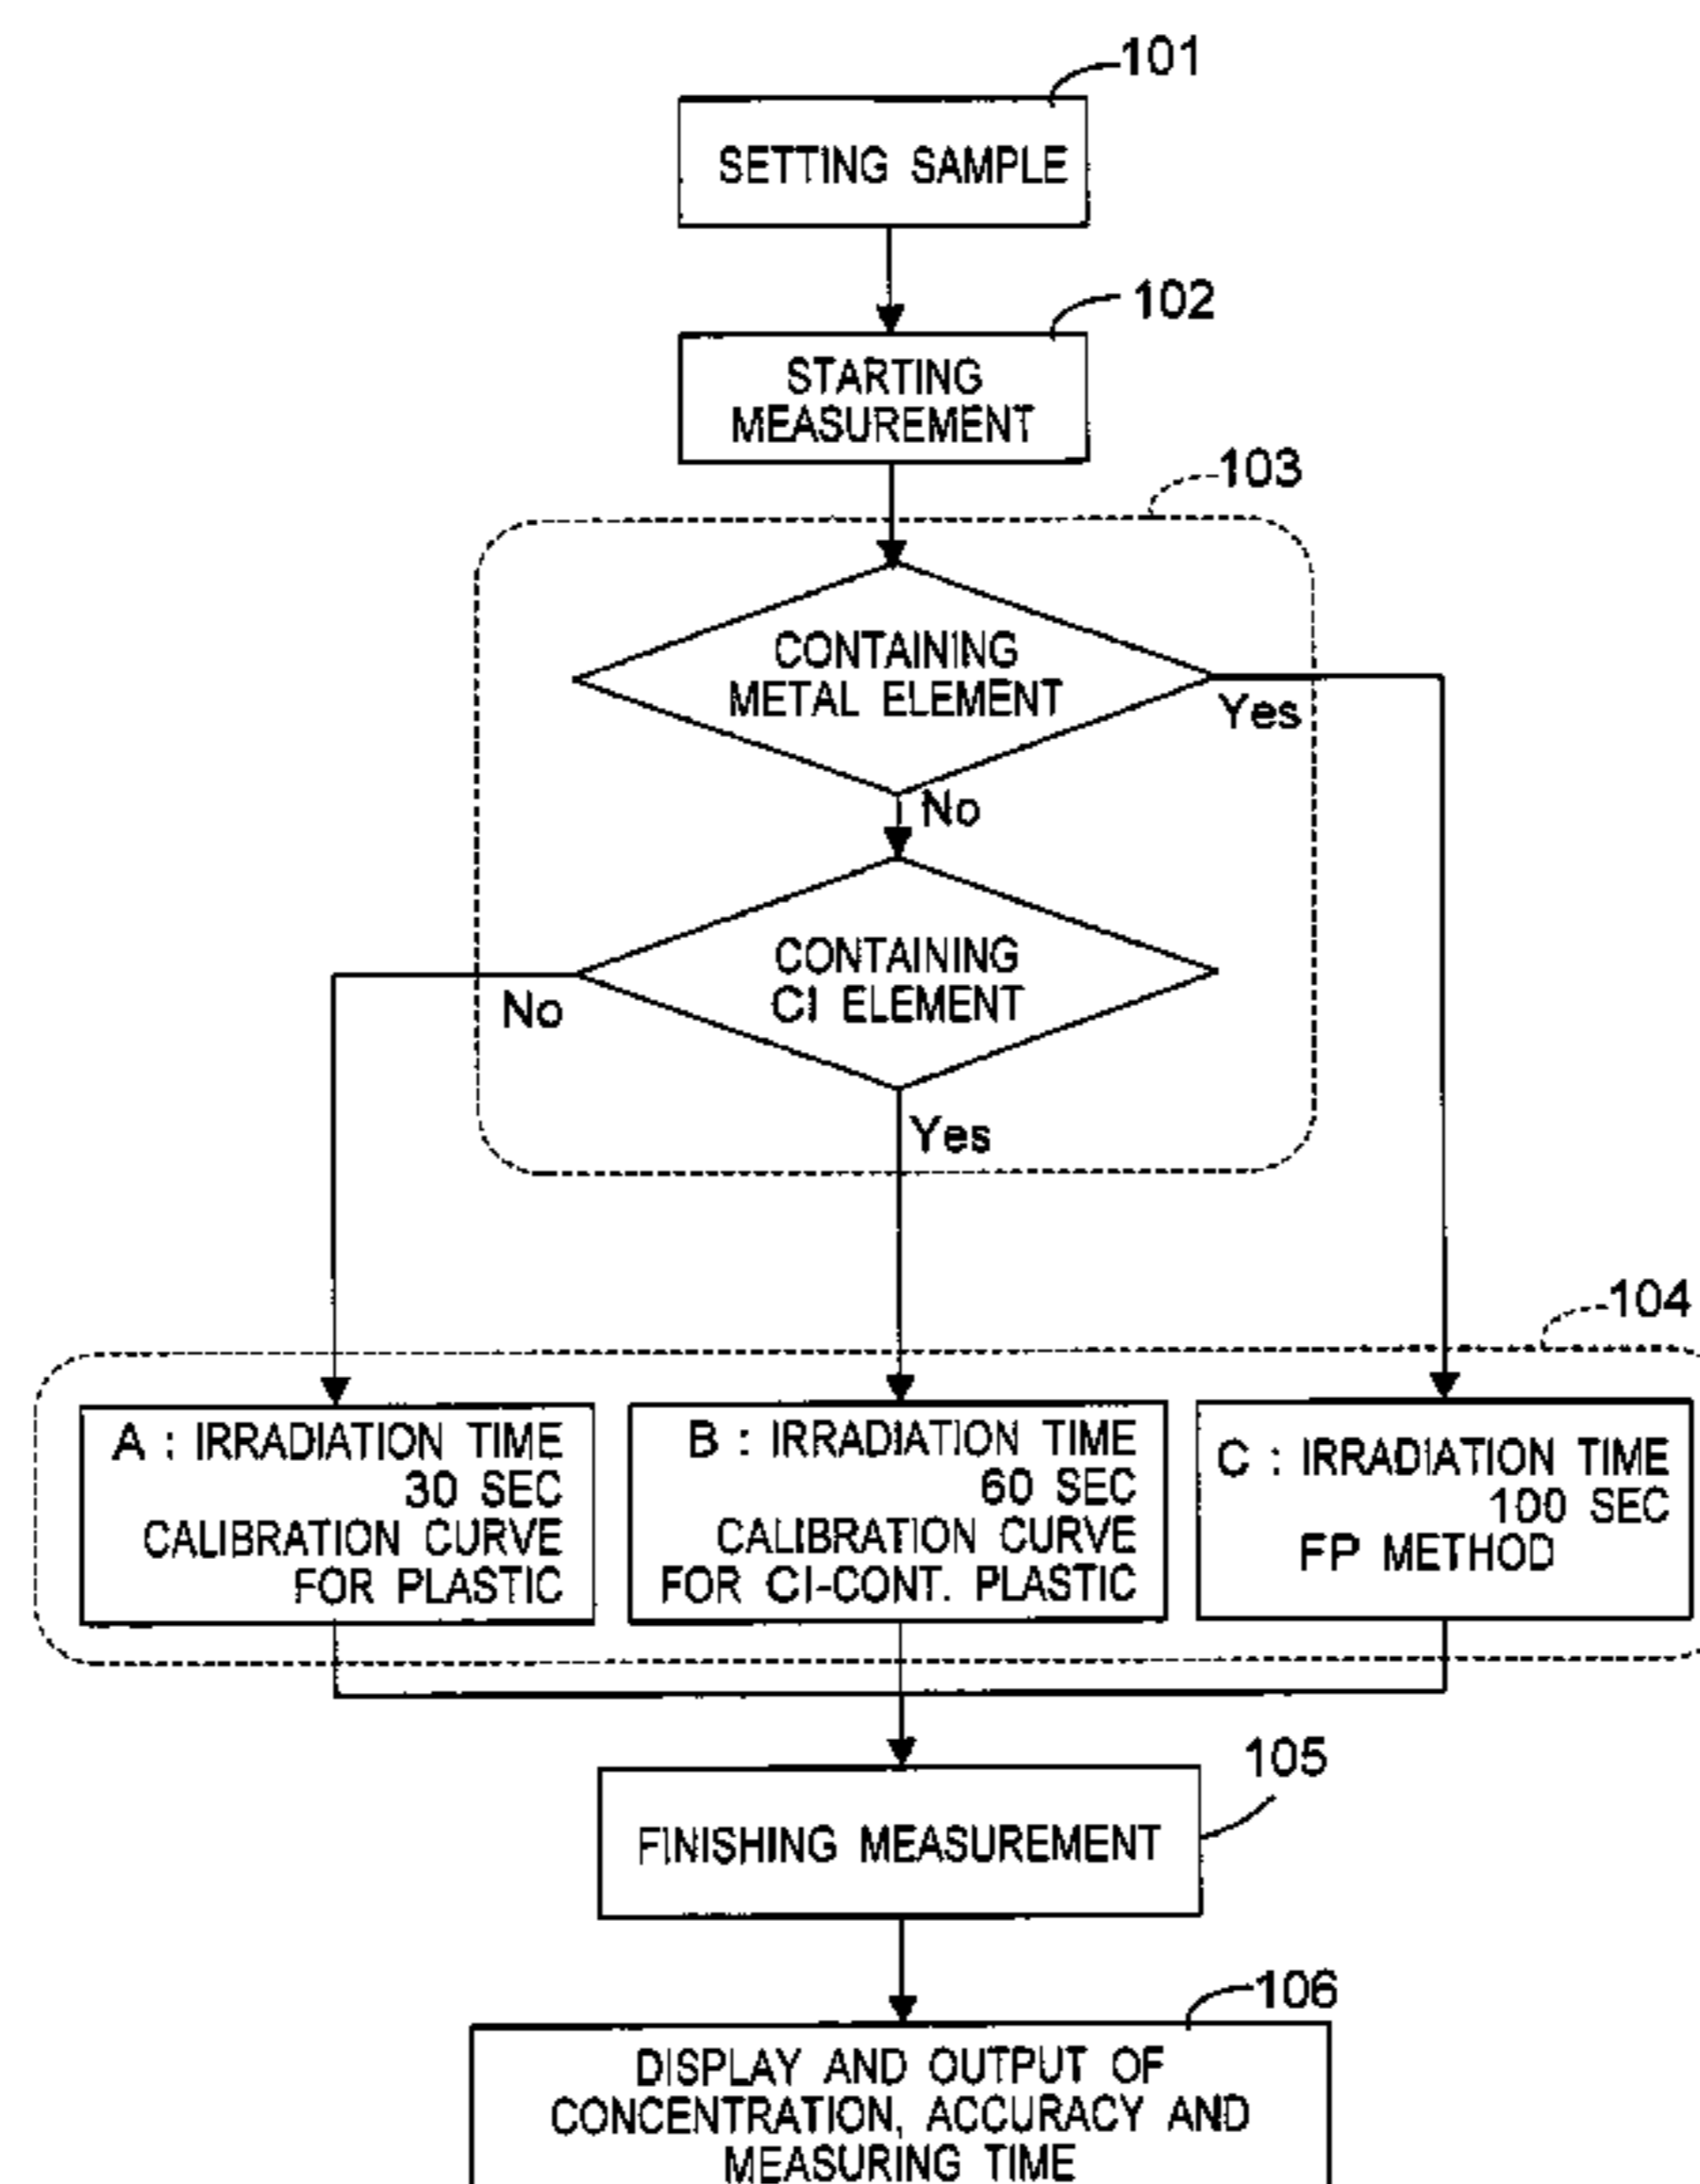 101
SETTING SAMPLE
102
STARTING
MEASUREMENT
103
CONTAINING
METAL ELEMENT
Yes
No
CONTAINING
Cl ELEMENT
No
Yes
104
A : IRRADIATION TIME
30 SEC
CALIBRATION CURVE
FOR PLASTIC
B : IRRADIATION TIME
60 SEC
CALIBRATION CURVE
FOR Cl-CONT. PLASTIC
C : IRRADIATION TIME
100 SEC
FP METHOD
105
FINISHING MEASUREMENT
106
DISPLAY AND OUTPUT OF
CONCENTRATION, ACCURACY AND
MEASURING TIME